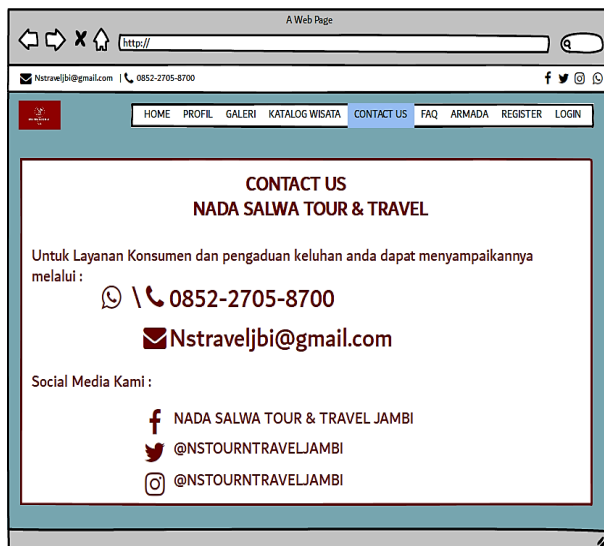 A Web Page
http://
Nstraveljbi@gmail.com | 0852-2705-8700
HOME PROFIL GALERI KATALOG WISATA CONTACT US FAQ ARMADA REGISTER LOGIN
CONTACT US
NADA SALWA TOUR & TRAVEL
Untuk Layanan Konsumen dan pengaduan keluhan anda dapat menyampaikannya
melalui :
\ 0852-2705-8700
Nstraveljbi@gmail.com
Social Media Kami :
NADA SALWA TOUR & TRAVEL JAMBI
@NSTOURNTRAVELJAMBI
@NSTOURNTRAVELJAMBI